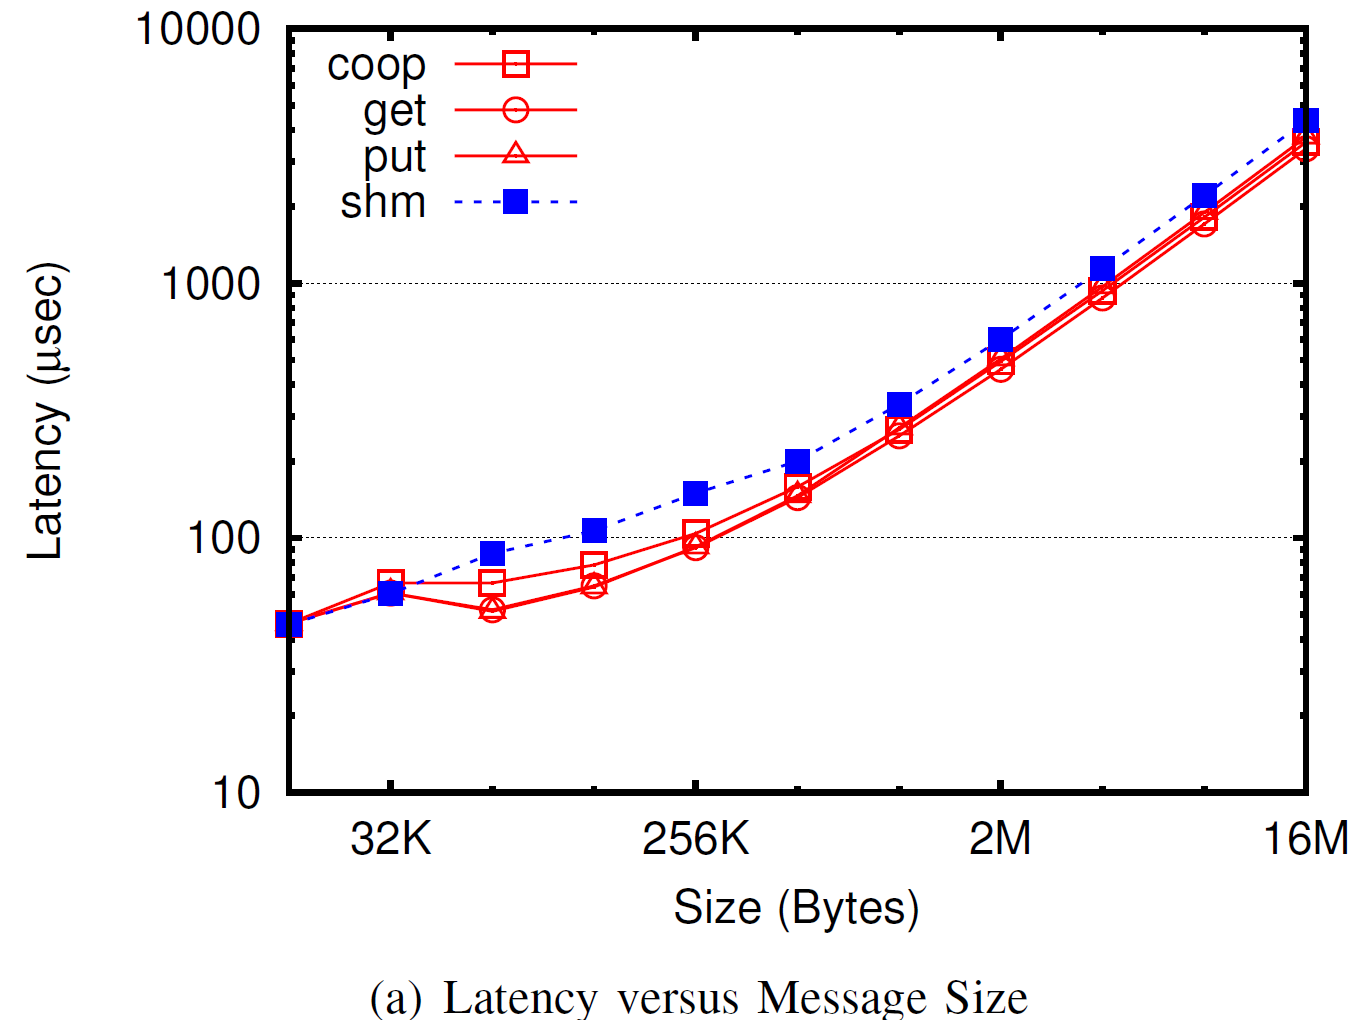 10000
1000
100
10
coop
get
put
shm
Latency (μsec)
32K 256K 2M 16M
Size (Bytes)
(a) Latency versus Message Size